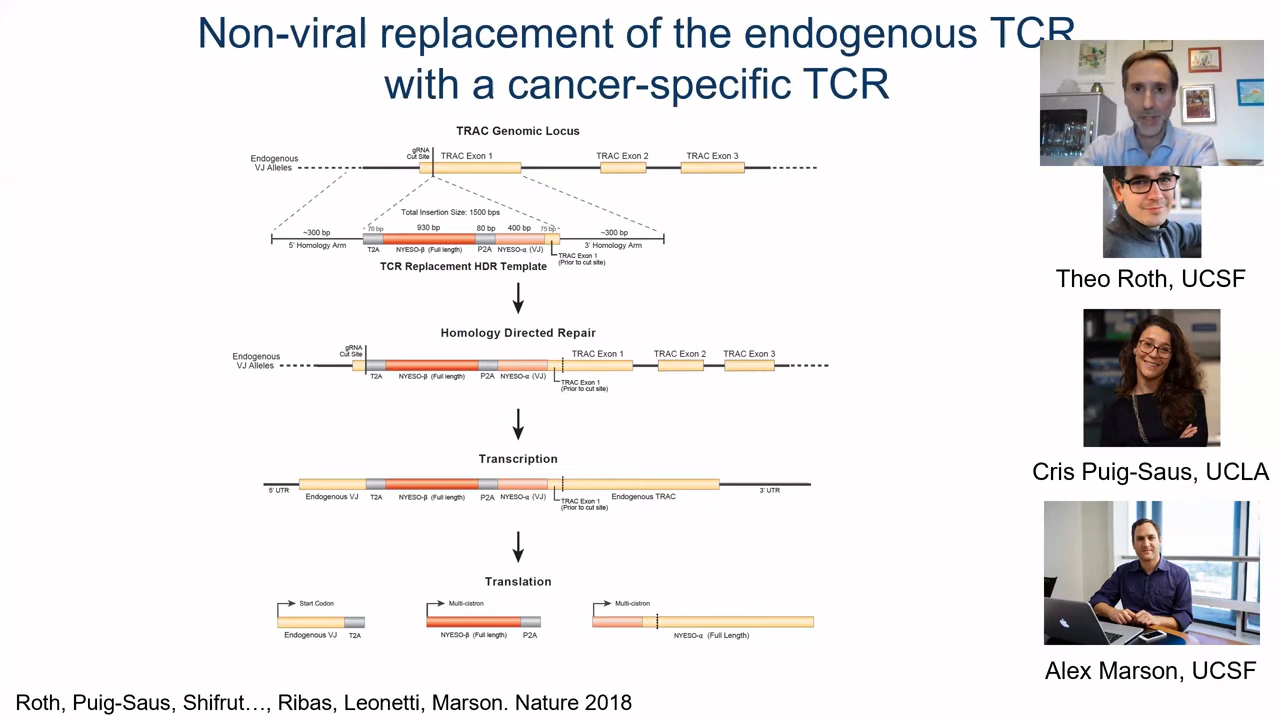 Non-viral replacement of the endogenous TCR
with a cancer-specific TCR
TRAC Genomic Locus
gRNA
Cut Site
TRAC Exon 1
TRAC Exon 2
TRAC Exon 3
Endogenous
VJ Alleles
Total Insertion Size: 1500 bps
~300 bp
70 bp
930 bp
80 bp
400 bp
75 bp
~300 bp
5' Homology Arm
T2A
NYESO-β (Full length)
P2A
NYESO-α (VJ)
3' Homology Arm
TRAC Exon 1
(Prior to cut site)
TCR Replacement HDR Template
Homology Directed Repair
gRNA
Cut Site
Endogenous
VJ Alleles
TRAC Exon 1
TRAC Exon 2
TRAC Exon 3
T2A
NYESO-β (Full length)
P2A
NYESO-α (VJ)
TRAC Exon 1
(Prior to cut site)
Transcription
5' UTR
Endogenous VJ
T2A
NYESO-β (Full length)
P2A
NYESO-α (VJ)
Endogenous TRAC
3' UTR
TRAC Exon 1
(Prior to cut site)
Translation
Start Codon
Multi-cistron
Multi-cistron
Endogenous VJ
T2A
NYESO-β (Full length)
P2A
NYESO-α (Full Length)
Theo Roth, UCSF
Cris Puig-Saus, UCLA
Alex Marson, UCSF
Roth, Puig-Saus, Shifrut…, Ribas, Leonetti, Marson. Nature 2018